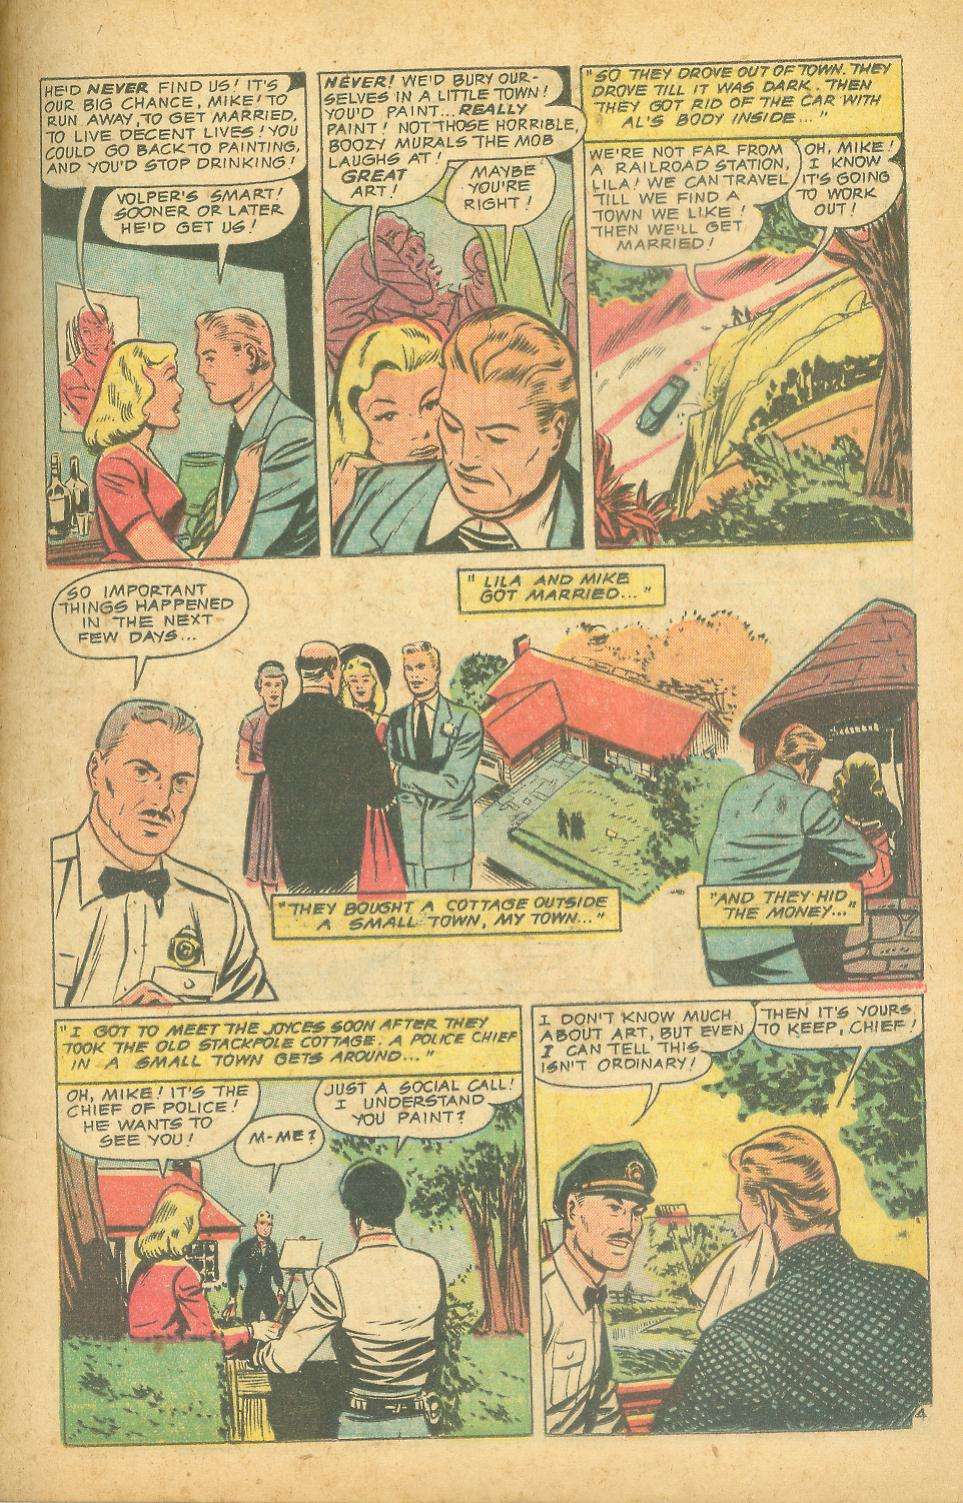 HE'D NEVER FIND US! IT'S
OUR BIG CHANCE, MIKE! TO
RUN AWAY, TO GET MARRIED,
TO LIVE DECENT LIVES! YOU
COULD GO BACK TO PAINTING,
AND YOU'D STOP DRINKING!
VOLPER'S SMART!
SOONER OR LATER
HE'D GET US!
NEVER! WE'D BURY OUR-
SELVES IN A LITTLE TOWN!
YOU'D PAINT... REALLY
PAINT! NOT THOSE HORRIBLE,
BOOZY MURALS THE MOB
LAUGHS AT!
GREAT
ART!
MAYBE
YOU'RE
RIGHT!
"SO THEY DROVE OUT OF TOWN. THEY
DROVE TILL IT WAS DARK. THEN
THEY GOT RID OF THE CAR WITH
AL'S BODY INSIDE..."
WE'RE NOT FAR FROM
A RAILROAD STATION,
LILA! WE CAN TRAVEL
TILL WE FIND A
TOWN WE LIKE!
THEN WE'LL GET
MARRIED!
OH, MIKE!
I KNOW
IT'S GOING
TO WORK
OUT!
SO IMPORTANT
THINGS HAPPENED
IN THE NEXT
FEW DAYS...
"LILA AND MIKE
GOT MARRIED..."
"THEY BOUGHT A COTTAGE OUTSIDE
A SMALL TOWN, MY TOWN..."
"AND THEY HID
THE MONEY..."
"I GOT TO MEET THE JOYCES SOON AFTER THEY
TOOK THE OLD STACKPOLE COTTAGE. A POLICE CHIEF
IN A SMALL TOWN GETS AROUND..."
OH, MIKE! IT'S THE
CHIEF OF POLICE!
HE WANTS TO
SEE YOU!
M-ME?
JUST A SOCIAL CALL!
I UNDERSTAND
YOU PAINT?
I DON'T KNOW MUCH
ABOUT ART, BUT EVEN
I CAN TELL THIS
ISN'T ORDINARY!
THEN IT'S YOURS
TO KEEP, CHIEF!
4